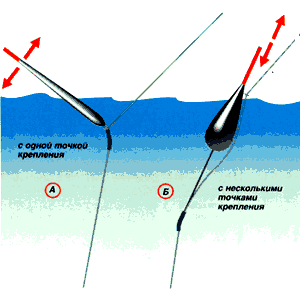 с одной точкой
крепления
А
Б
с несколькими
точками
крепления